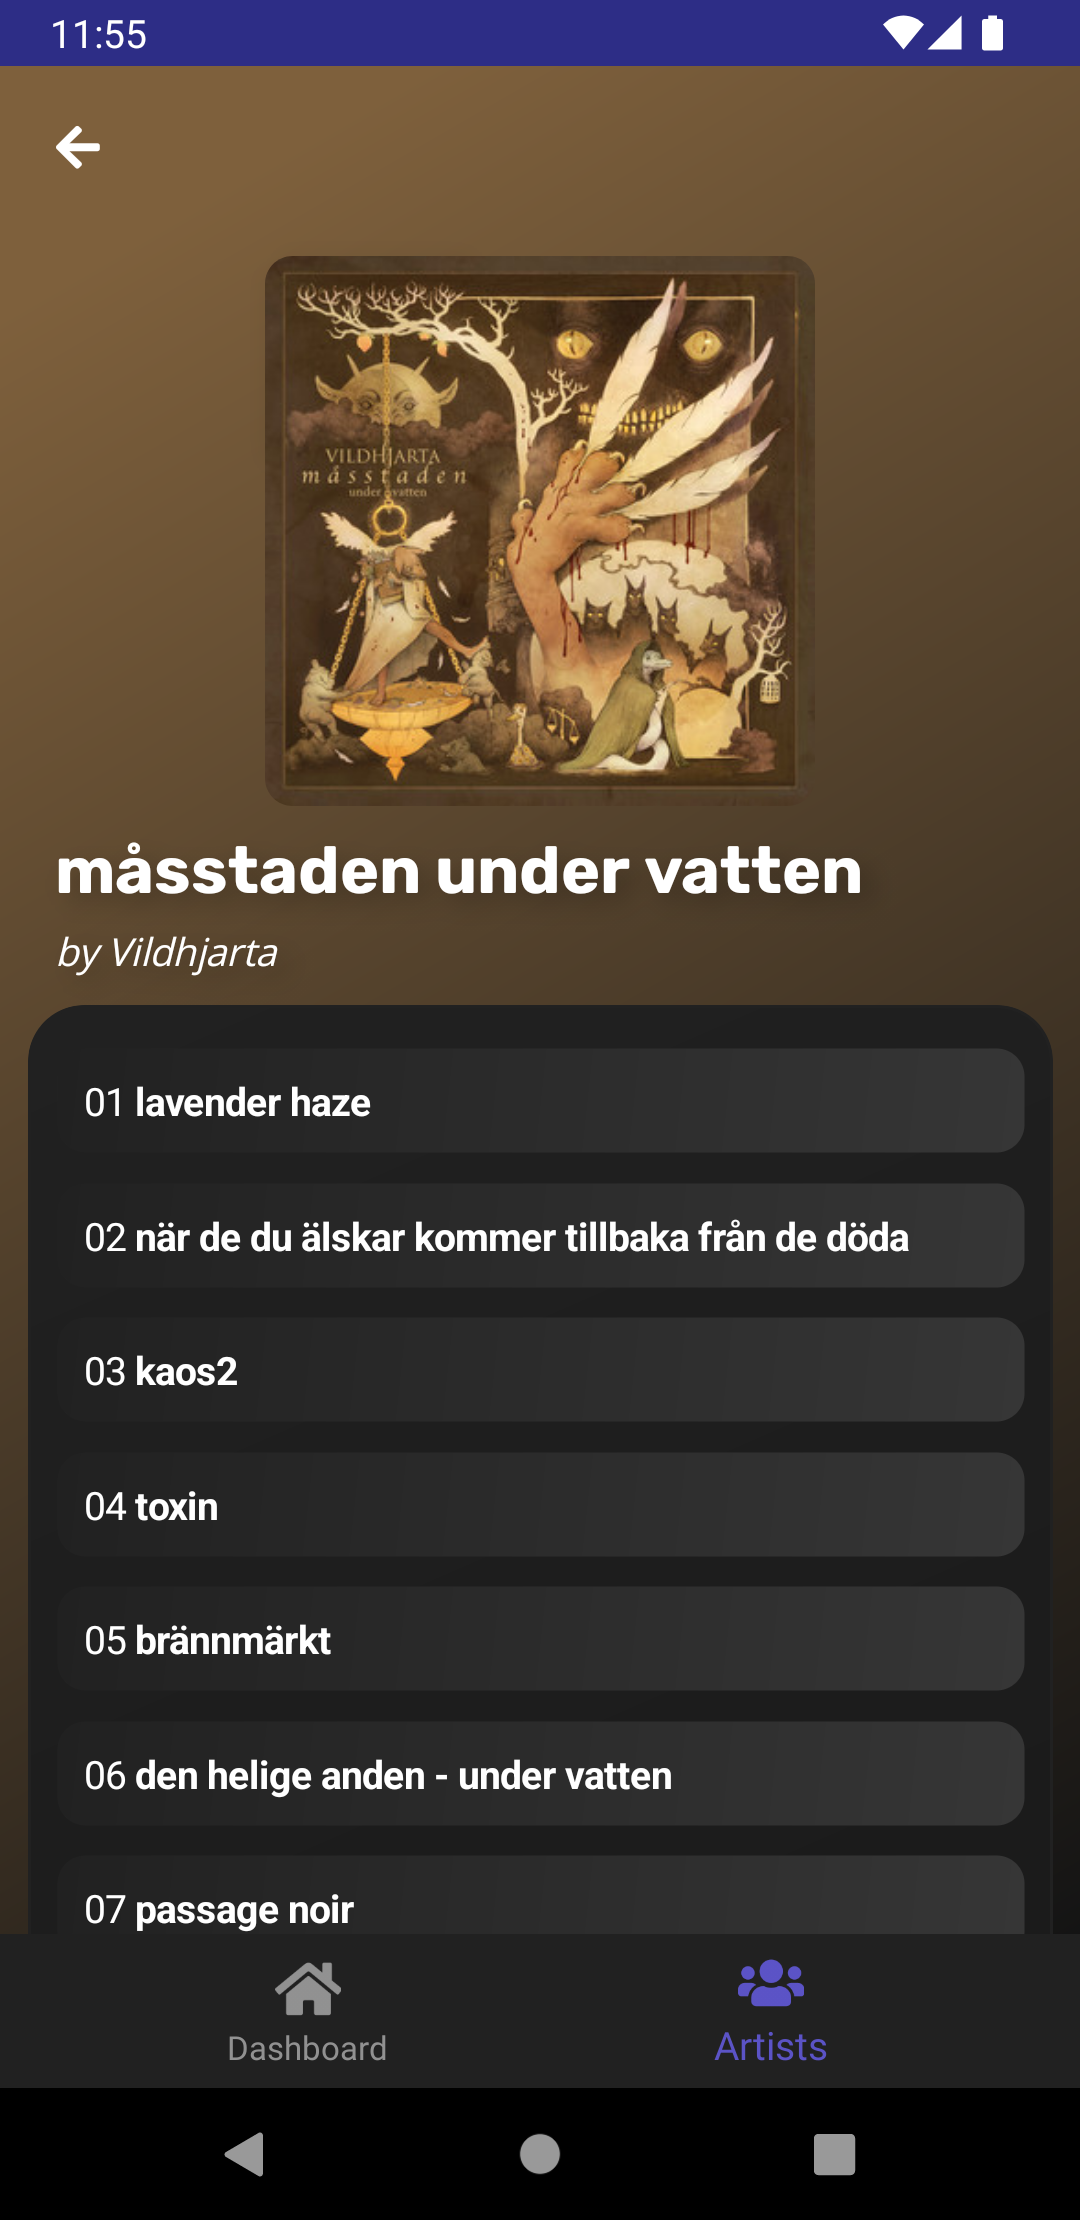 11:55
VILDHJARTA
måsstaden
under vatten
måsstaden under vatten
by Vildhjarta
01 lavender haze
02 när de du älskar kommer tillbaka från de döda
03 kaos2
04 toxin
05 brännmärkt
06 den helige anden - under vatten
07 passage noir
Dashboard
Artists